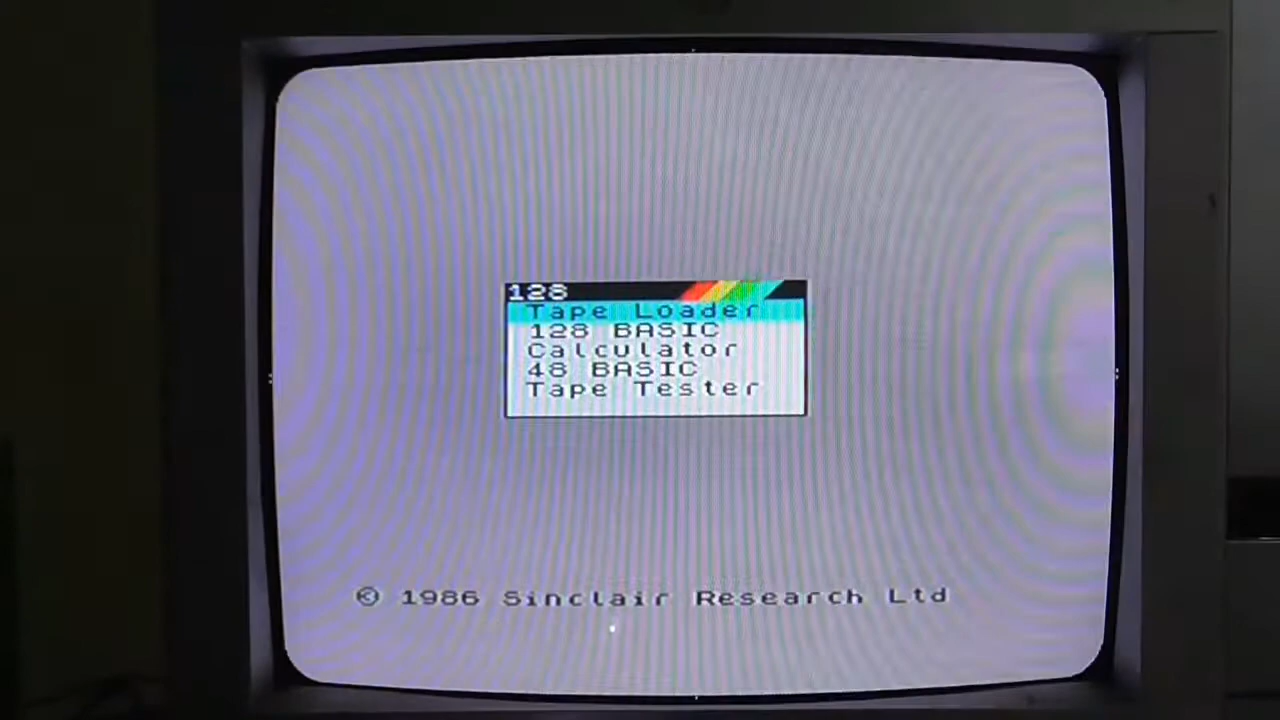 128
Tape Loader
128 BASIC
Calculator
48 BASIC
Tape Tester
© 1986 Sinclair Research Ltd